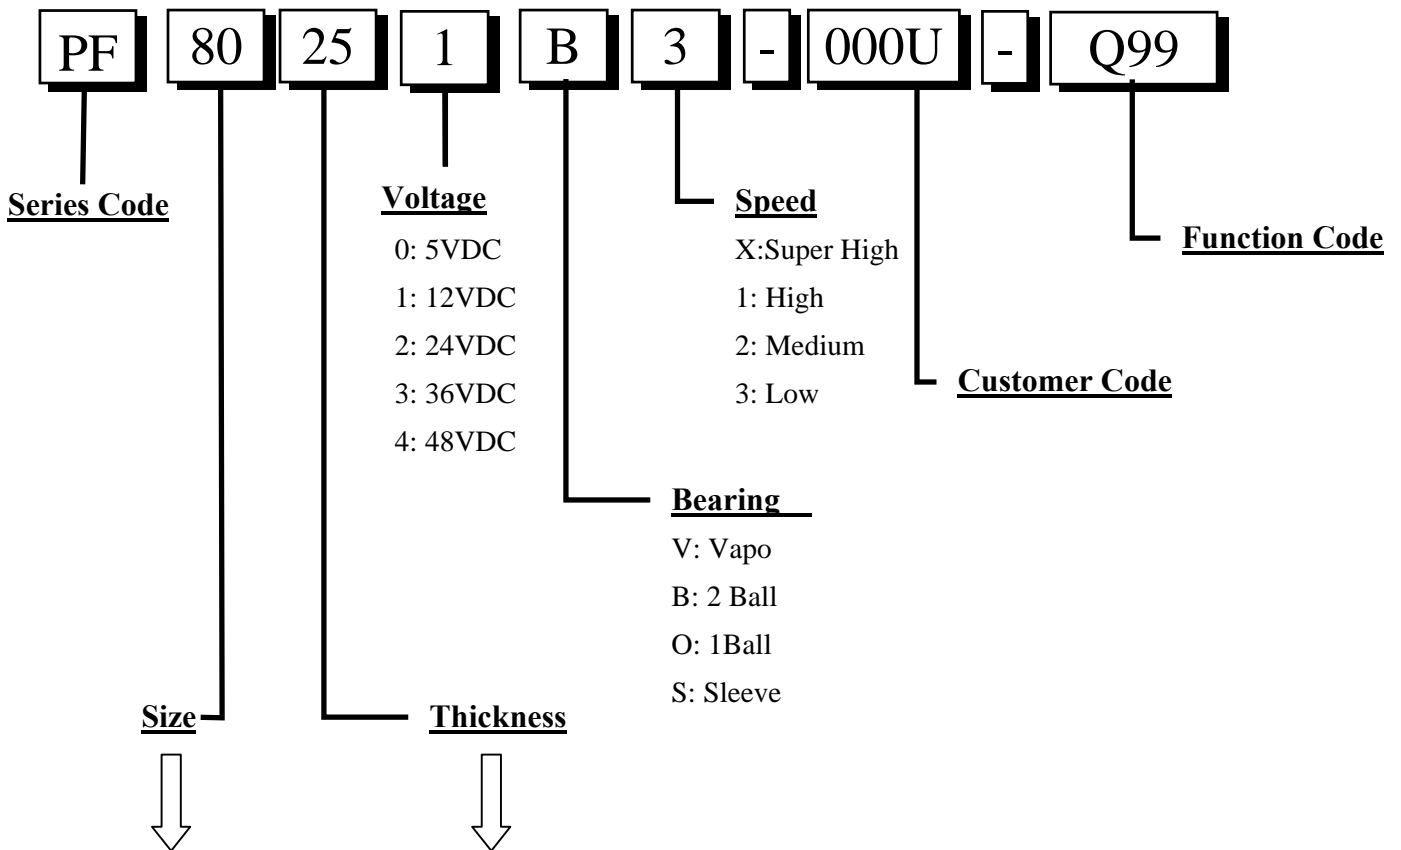 PF 80 25 1 B 3 - 000U - Q99
Series Code
Voltage
0: 5VDC
1: 12VDC
2: 24VDC
3: 36VDC
4: 48VDC
Speed
X:Super High
1: High
2: Medium
3: Low
Function Code
Customer Code
Bearing
V: Vapo
B: 2 Ball
O: 1Ball
S: Sleeve
Size
Thickness